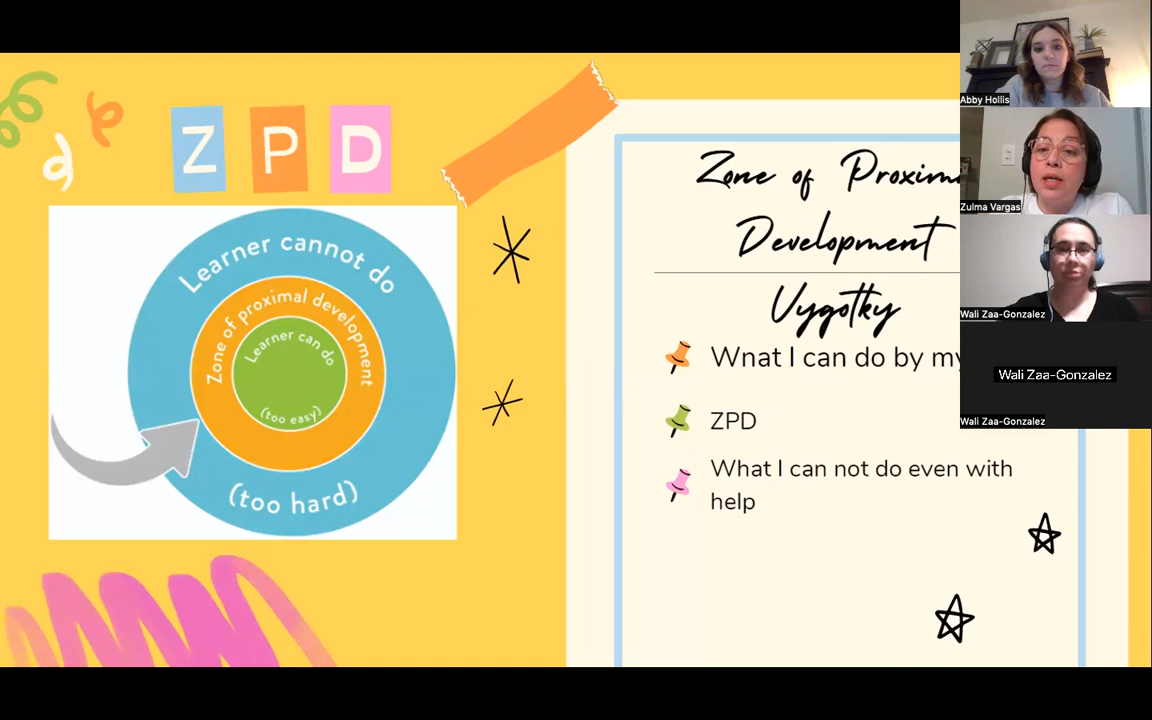 Z P D
Learner cannot do
Zone of proximal development
Learner can do
(too easy)
(too hard)
Zone of Proxim
Development
Vygotky
Wnat I can do by my
ZPD
What I can not do even with
help
Abby Hollis
Zulma Vargas
Wali Zaa-Gonzalez
Wali Zaa-Gonzalez
Wali Zaa-Gonzalez